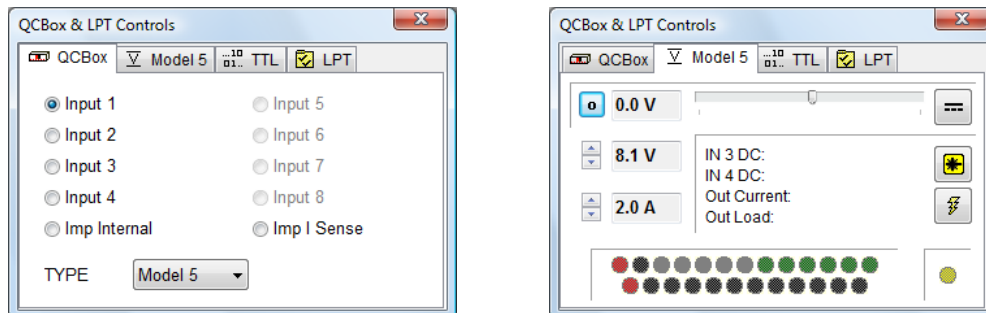 QCBox & LPT Controls
QCBox Model 5 TTL LPT
Input 1 Input 5
Input 2 Input 6
Input 3 Input 7
Input 4 Input 8
Imp Internal Imp I Sense
TYPE Model 5
QCBox & LPT Controls
QCBox Model 5 TTL LPT
0.0 V
8.1 V
2.0 A
IN 3 DC:
IN 4 DC:
Out Current:
Out Load: